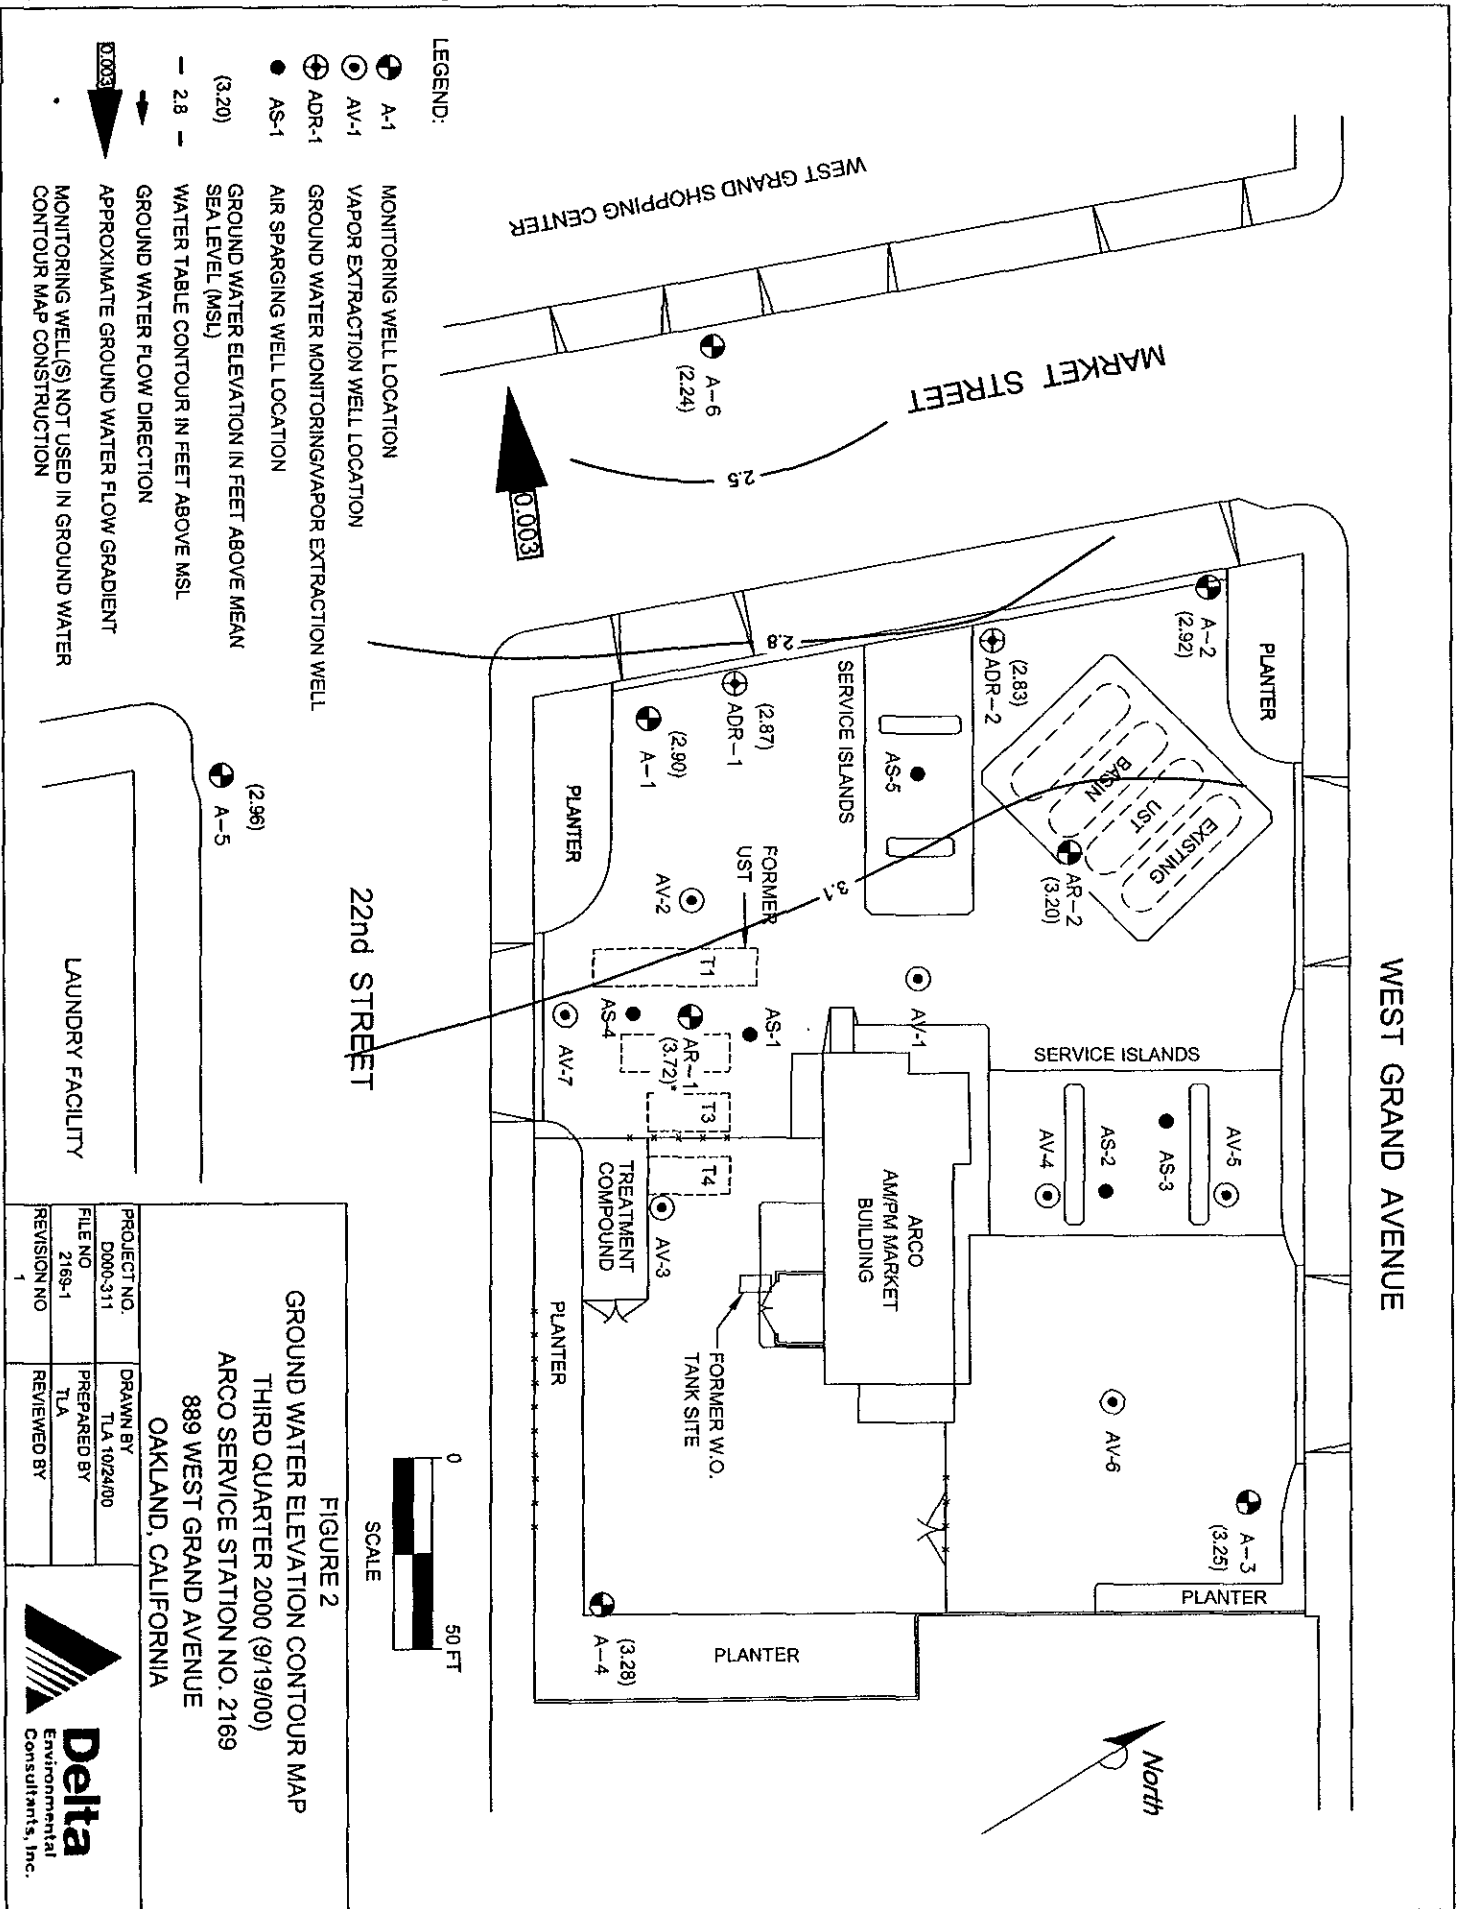 WEST GRAND AVENUE
WEST GRAND SHOPPING CENTER
MARKET STREET
22nd STREET
LAUNDRY FACILITY
A-6
(2.24)
2.5
0.003
2.8
3.1
A-2
(2.92)
PLANTER
(2.83)
ADR-2
EXISTING
UST
BASIN
AR-2
(3.20)
SERVICE ISLANDS
AS-5
(2.87)
ADR-1
(2.90)
A-1
PLANTER
(2.96)
A-5
FORMER
UST
AV-2
T1
AS-4
AV-7
AR-1
(3.72)*
AS-1
AV-1
T3
T4
TREATMENT
COMPOUND
AV-3
PLANTER
SERVICE ISLANDS
AV-5
AS-3
AS-2
AV-4
ARCO
AM/PM MARKET
BUILDING
FORMER W.O.
TANK SITE
AV-6
A-3
(3.25)
PLANTER
(3.28)
A-4
PLANTER
North
LEGEND:
A-1 MONITORING WELL LOCATION
AV-1 VAPOR EXTRACTION WELL LOCATION
ADR-1 GROUND WATER MONITORING/VAPOR EXTRACTION WELL
AS-1 AIR SPARGING WELL LOCATION
(3.20) GROUND WATER ELEVATION IN FEET ABOVE MEAN
SEA LEVEL (MSL)
— 2.8 — WATER TABLE CONTOUR IN FEET ABOVE MSL
GROUND WATER FLOW DIRECTION
0.003 APPROXIMATE GROUND WATER FLOW GRADIENT
* MONITORING WELL(S) NOT USED IN GROUND WATER
CONTOUR MAP CONSTRUCTION
0 50 FT
SCALE
FIGURE 2
GROUND WATER ELEVATION CONTOUR MAP
THIRD QUARTER 2000 (9/19/00)
ARCO SERVICE STATION NO. 2169
889 WEST GRAND AVENUE
OAKLAND, CALIFORNIA
PROJECT NO.
D000-311
DRAWN BY
TLA 10/24/00
FILE NO
2169-1
PREPARED BY
TLA
REVISION NO
1
REVIEWED BY
Delta
Environmental
Consultants, Inc.